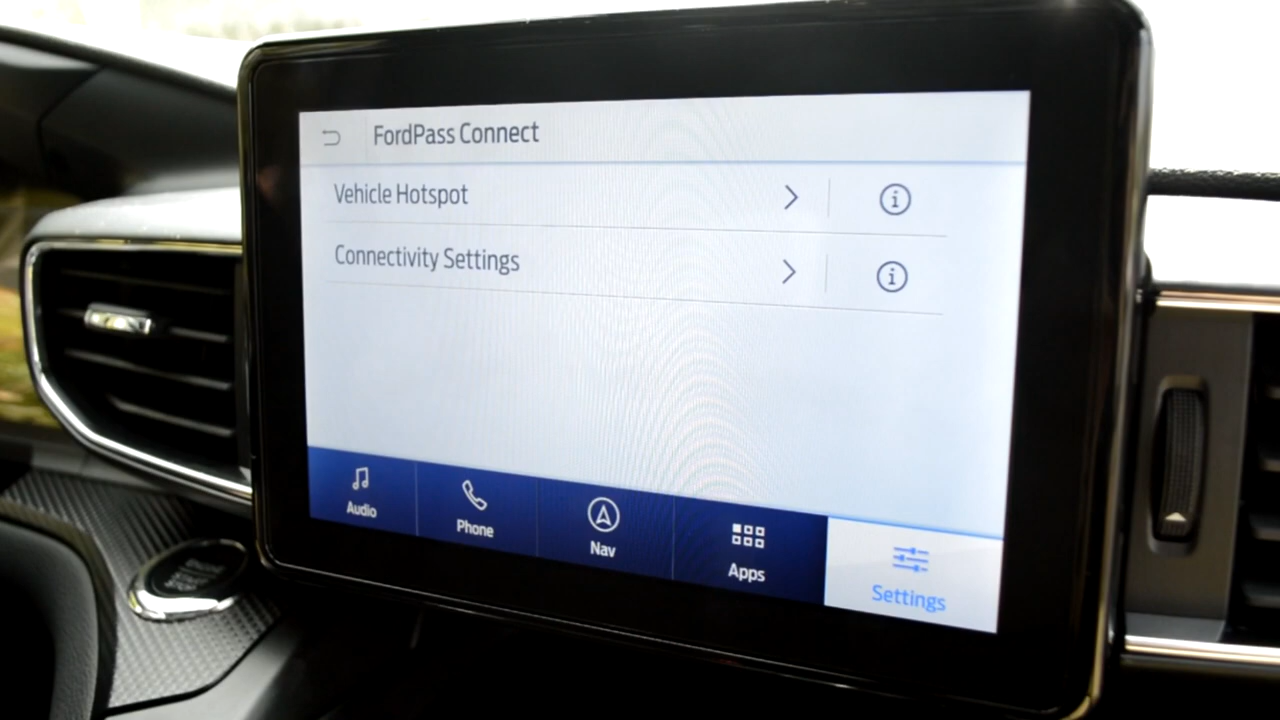 FordPass Connect
Vehicle Hotspot
Connectivity Settings
Audio
Phone
Nav
Apps
Settings